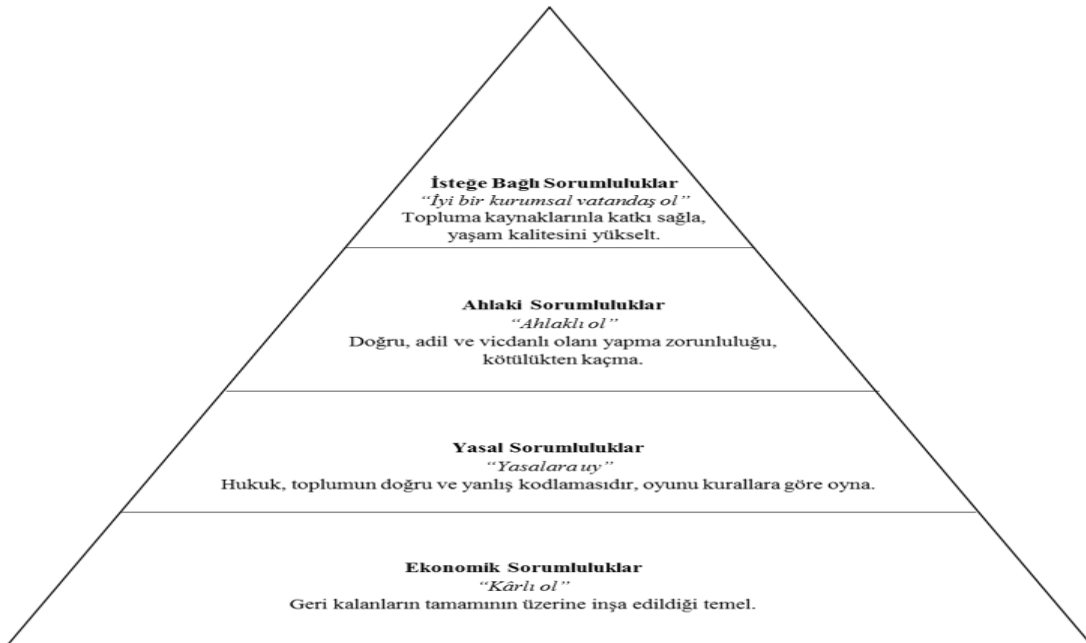 İsteğe Bağlı Sorumluluklar
“İyi bir kurumsal vatandaş ol”
Topluma kaynaklarınla katkı sağla,
yaşam kalitesini yükselt.
Ahlaki Sorumluluklar
“Ahlaklı ol”
Doğru, adil ve vicdanlı olanı yapma zorunluluğu,
kötülükten kaçma.
Yasal Sorumluluklar
“Yasalara uy”
Hukuk, toplumun doğru ve yanlış kodlamasıdır, oyunu kurallara göre oyna.
Ekonomik Sorumluluklar
“Kârlı ol”
Geri kalanların tamamının üzerine inşa edildiği temel.